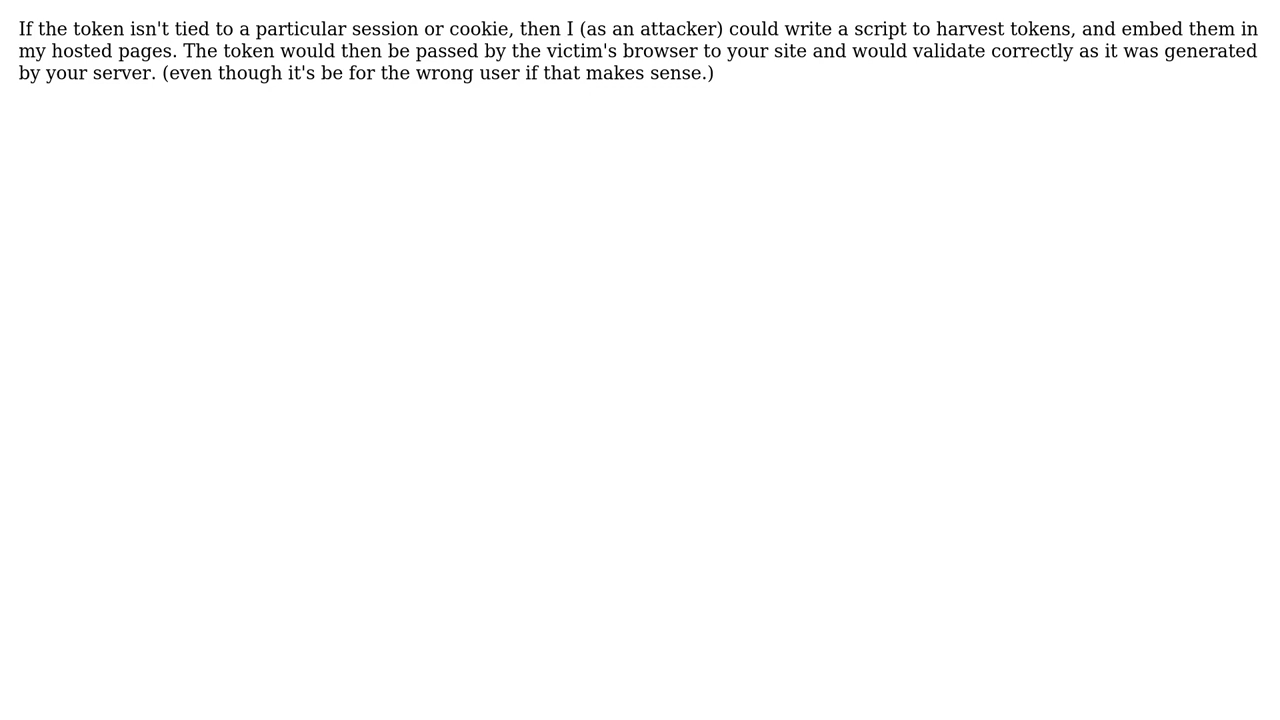 If the token isn't tied to a particular session or cookie, then I (as an attacker) could write a script to harvest tokens, and embed them in
my hosted pages. The token would then be passed by the victim's browser to your site and would validate correctly as it was generated
by your server. (even though it's be for the wrong user if that makes sense.)